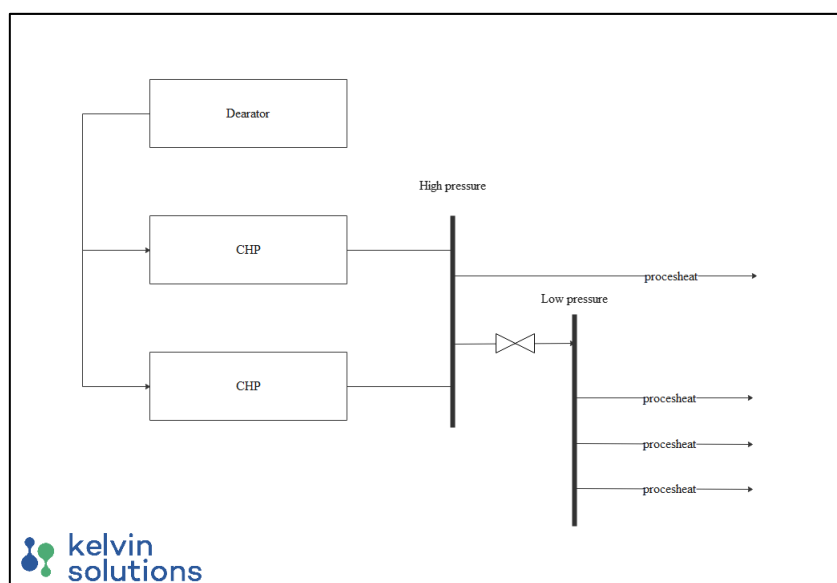 Dearator
High pressure
CHP
procesheat
Low pressure
CHP
procesheat
procesheat
procesheat
kelvin
solutions